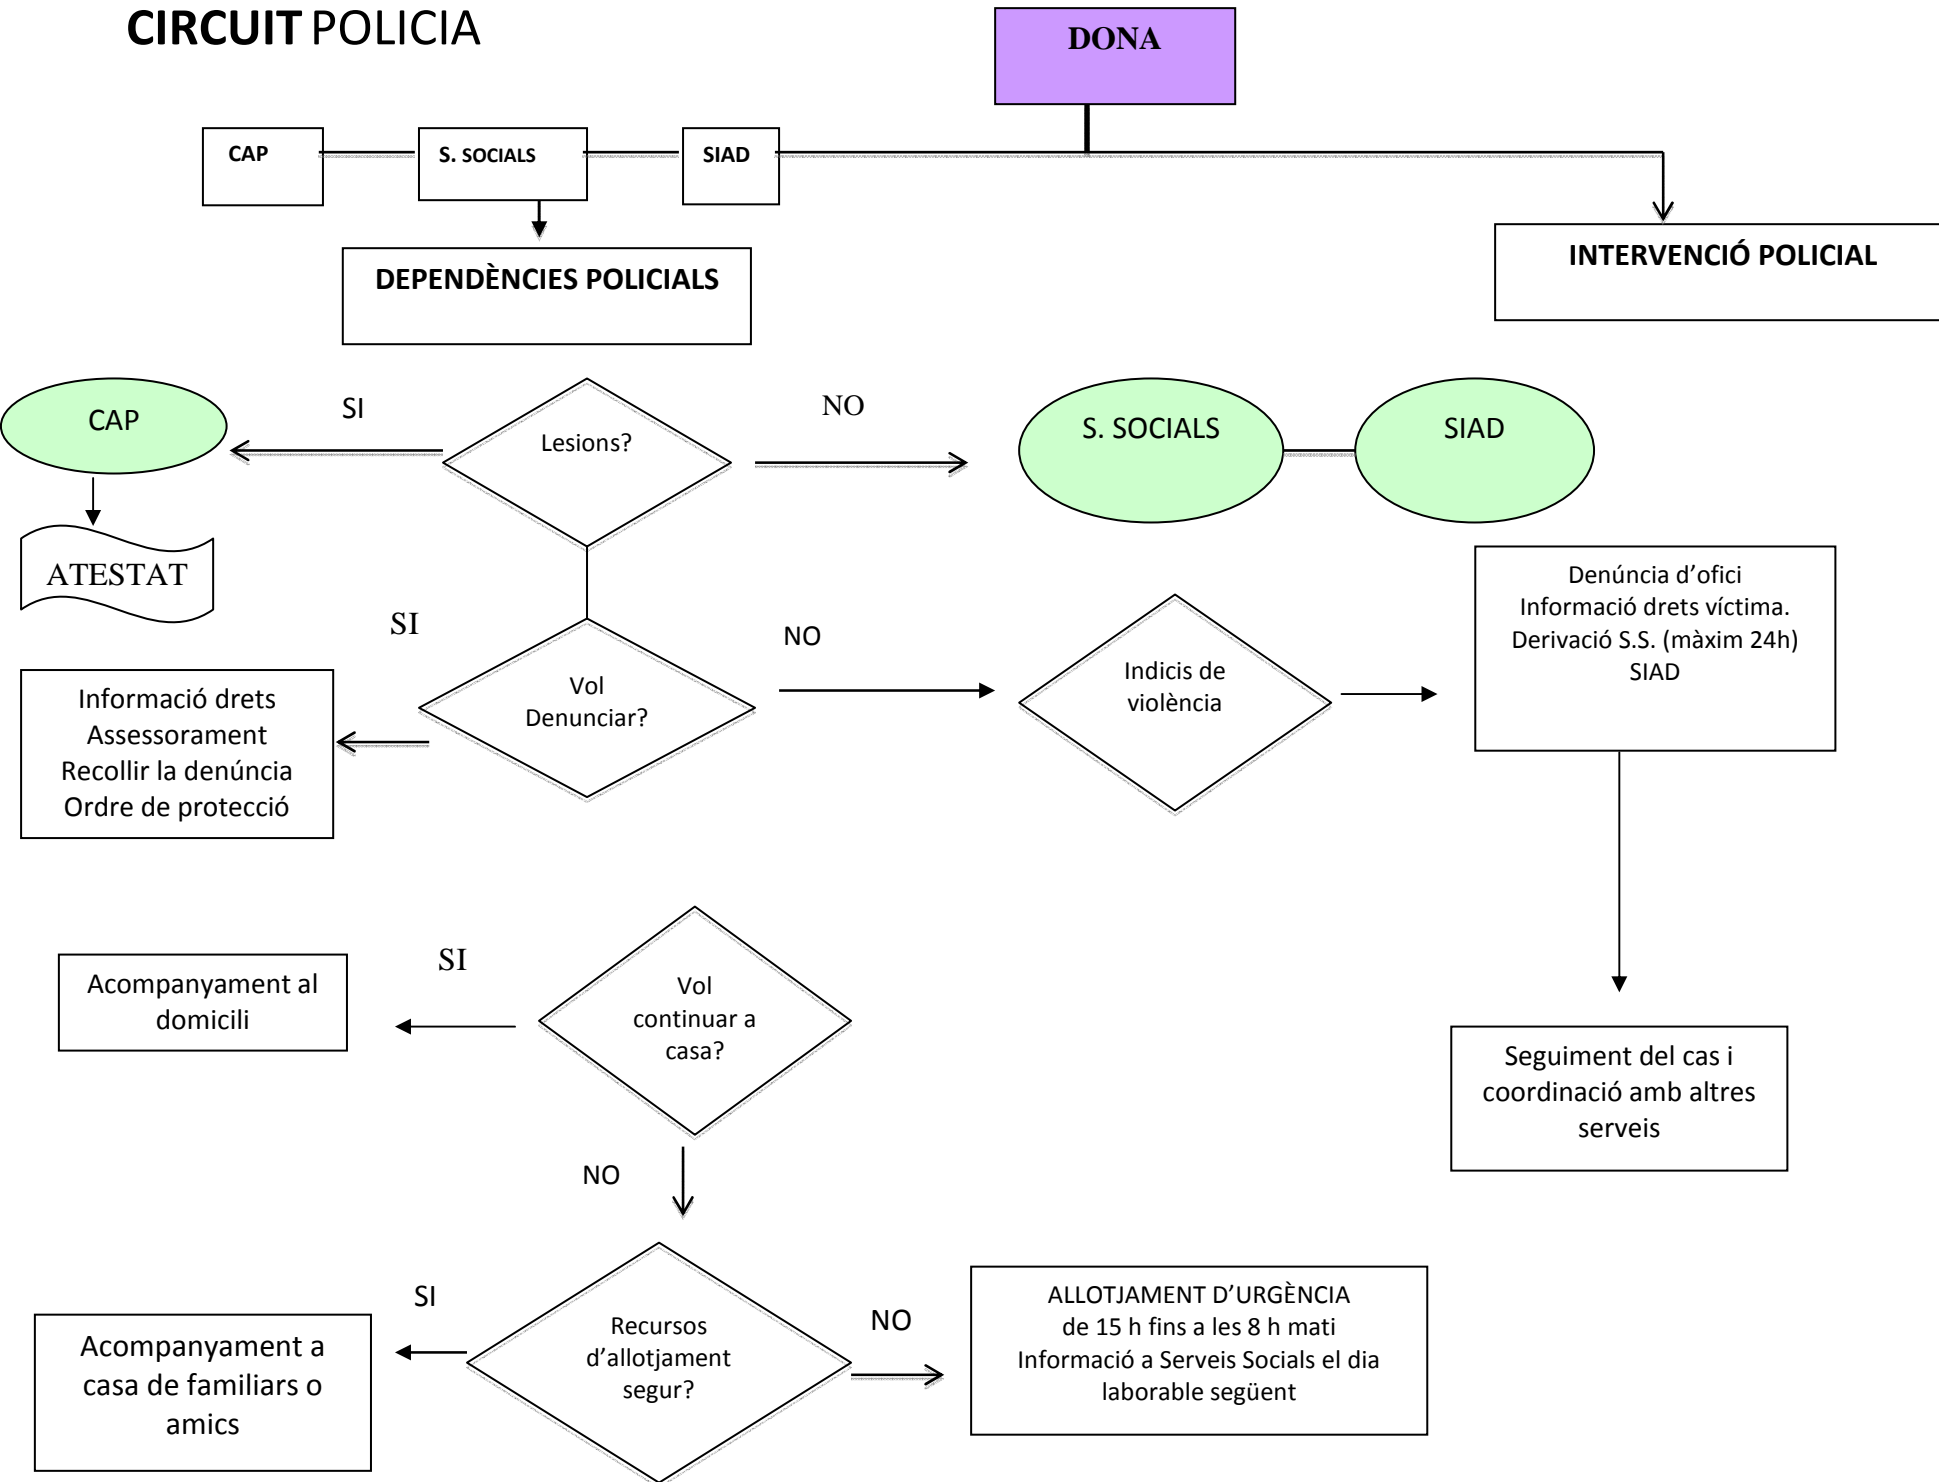 CIRCUIT POLICIA
DONA
CAP
S. SOCIALS
SIAD
DEPENDÈNCIES POLICIALS
INTERVENCIÓ POLICIAL
CAP
SI
Lesions?
NO
S. SOCIALS
SIAD
ATESTAT
SI
Vol
Denunciar?
NO
Indicis de
violència
Denúncia d’ofici
Informació drets víctima.
Derivació S.S. (màxim 24h)
SIAD
Informació drets
Assessorament
Recollir la denúncia
Ordre de protecció
Acompanyament al
domicili
SI
Vol
continuar a
casa?
Seguiment del cas i
coordinació amb altres
serveis
NO
SI
Recursos
d’allotjament
segur?
NO
ALLOTJAMENT D’URGÈNCIA
de 15 h fins a les 8 h mati
Informació a Serveis Socials el dia
laborable següent
Acompanyament a
casa de familiars o
amics